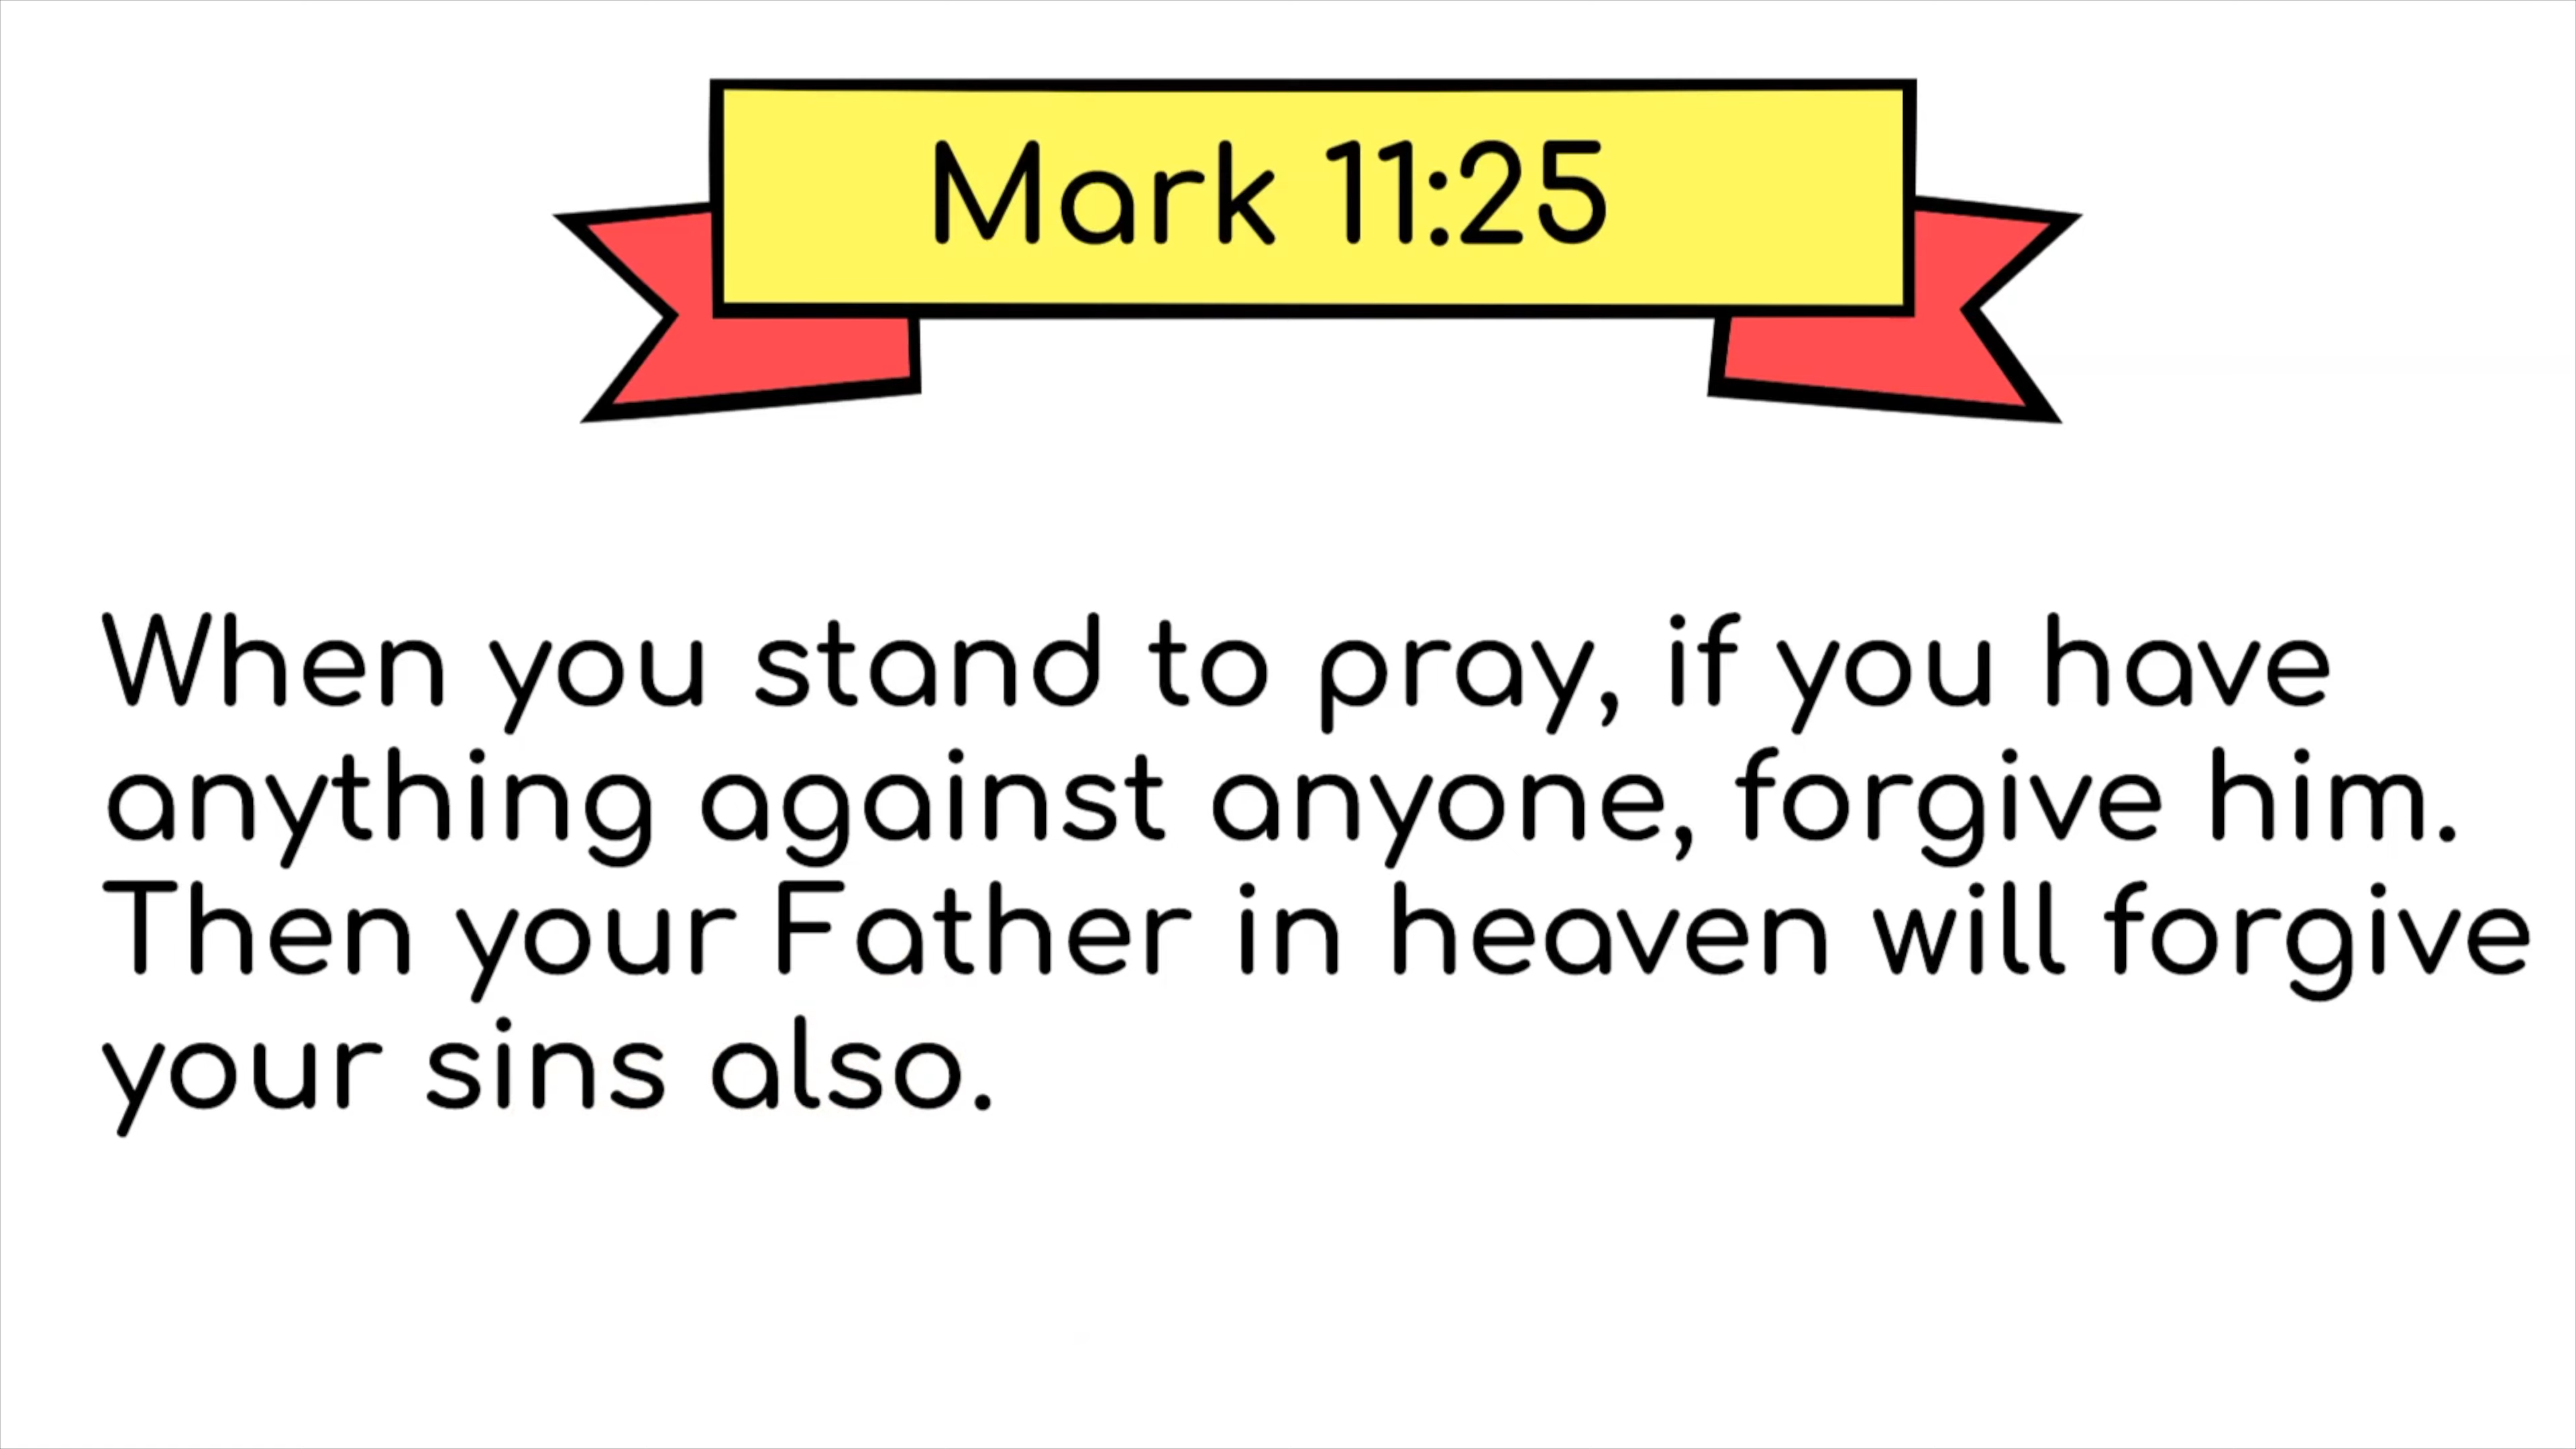 Mark 11:25
When you stand to pray, if you have
anything against anyone, forgive him.
Then your Father in heaven will forgive
your sins also.